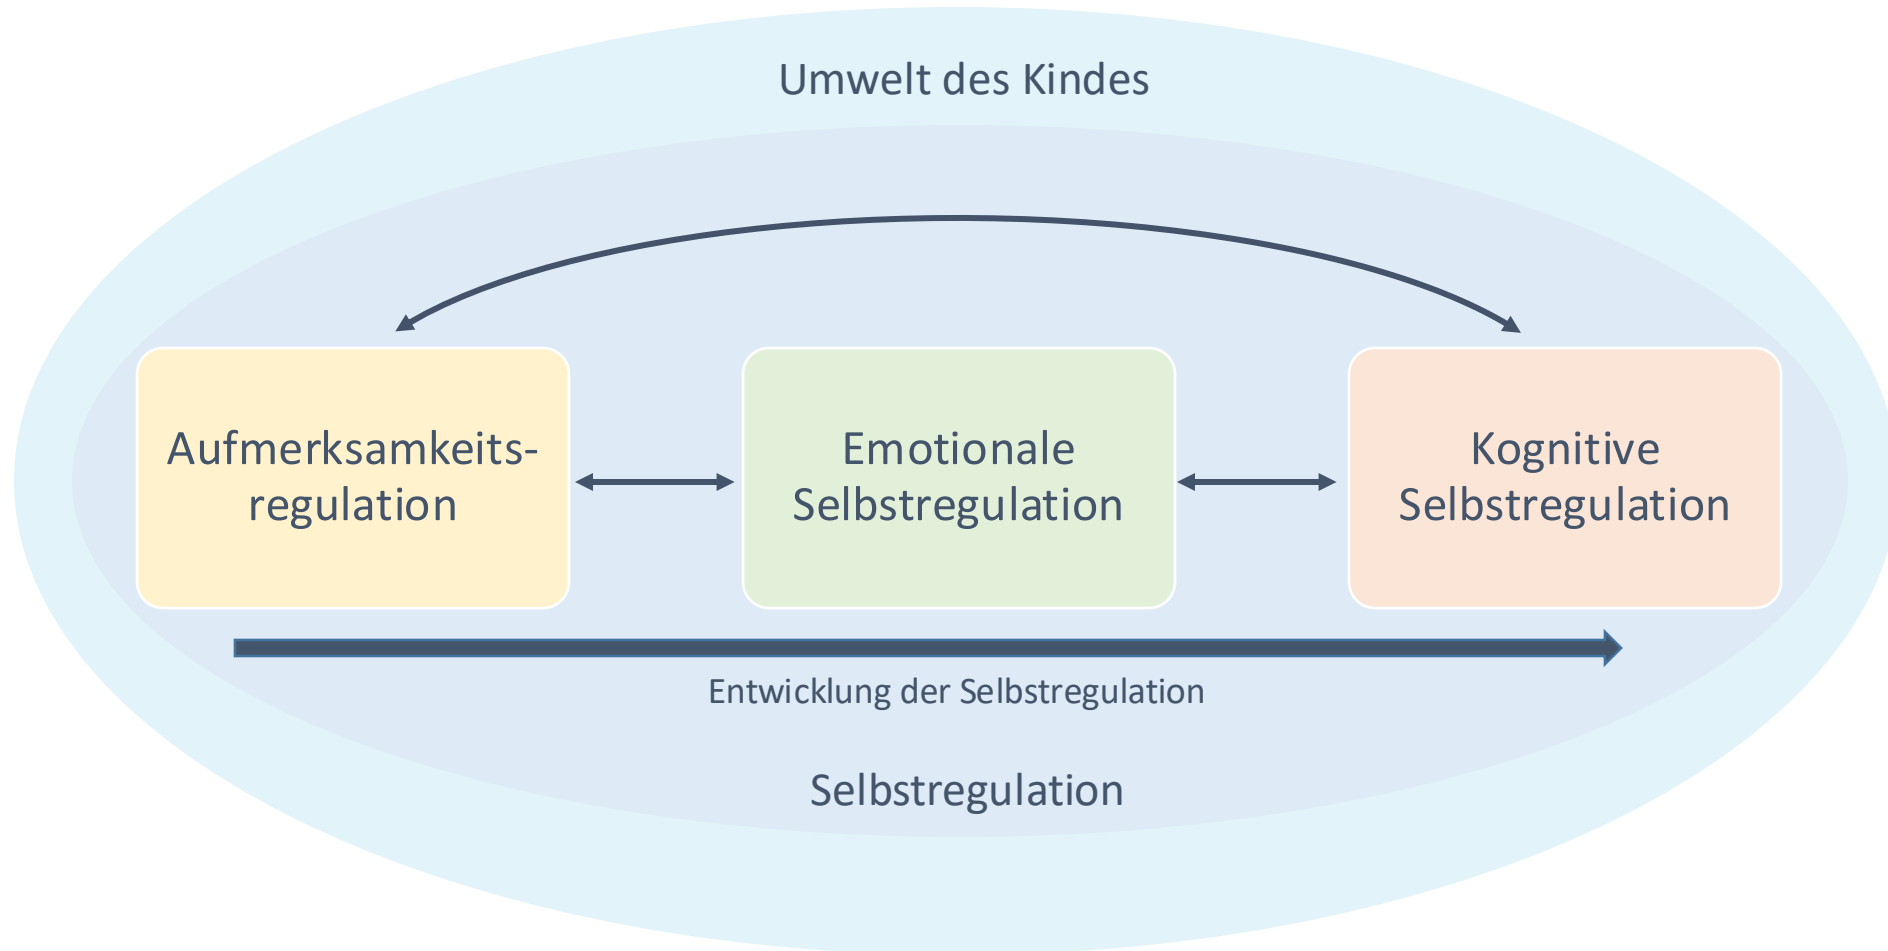 Umwelt des Kindes
Aufmerksamkeits-
regulation
Emotionale
Selbstregulation
Kognitive
Selbstregulation
Entwicklung der Selbstregulation
Selbstregulation